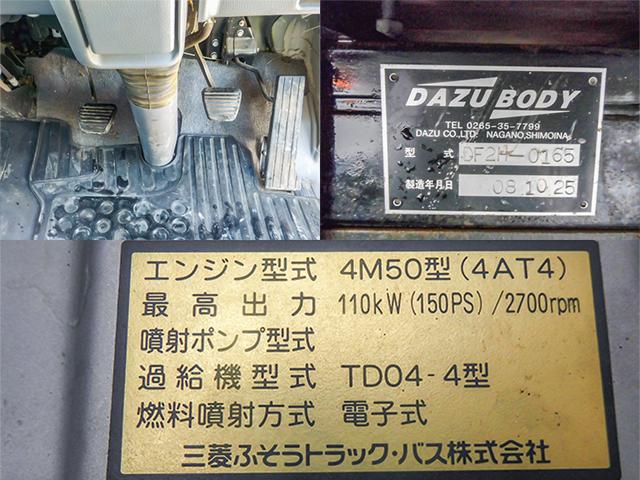 DAZU BODY
TEL 0265-35-7799
DAZU CO.,LTD. NAGANO,SHIMOINA
型 式 DF2H-0165
製造年月日 08.10.25
エンジン型式 4M50型(4AT4)
最高出力 110kW(150PS)/2700rpm
噴射ポンプ型式
過給機型式 TD04-4型
燃料噴射方式 電子式
三菱ふそうトラック・バス株式会社